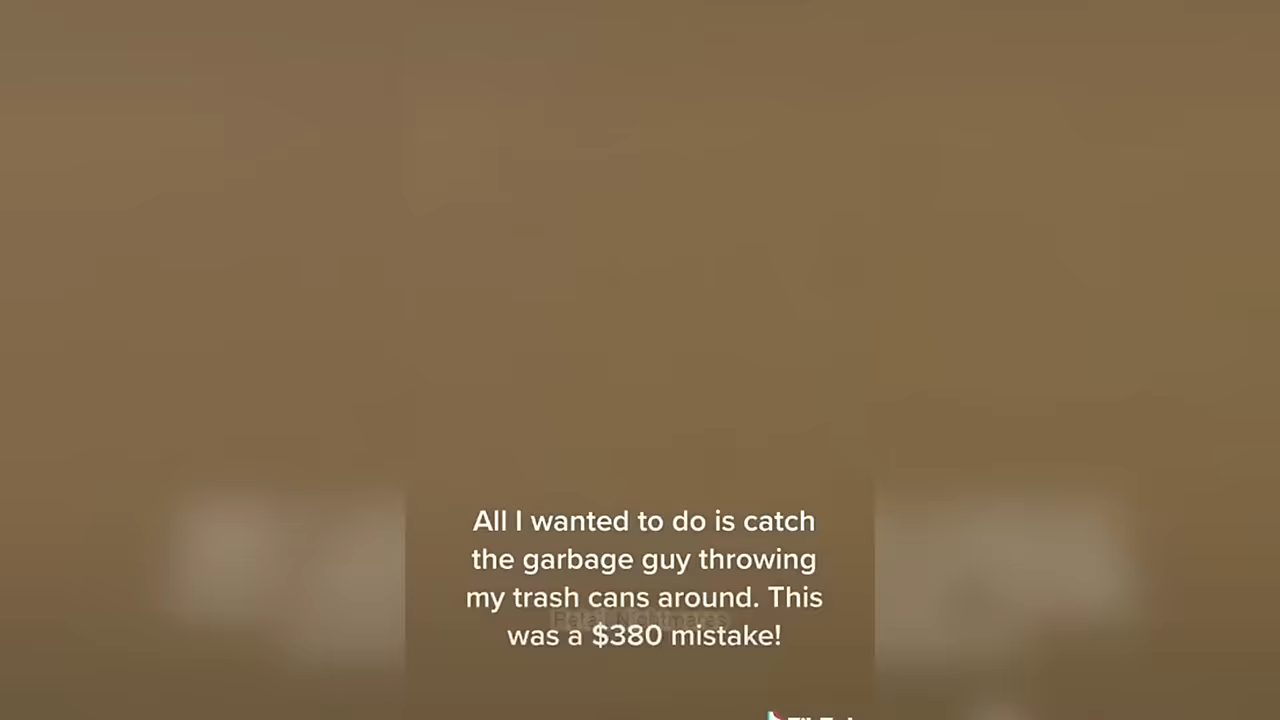 All I wanted to do is catch
the garbage guy throwing
my trash cans around. This
was a $380 mistake!